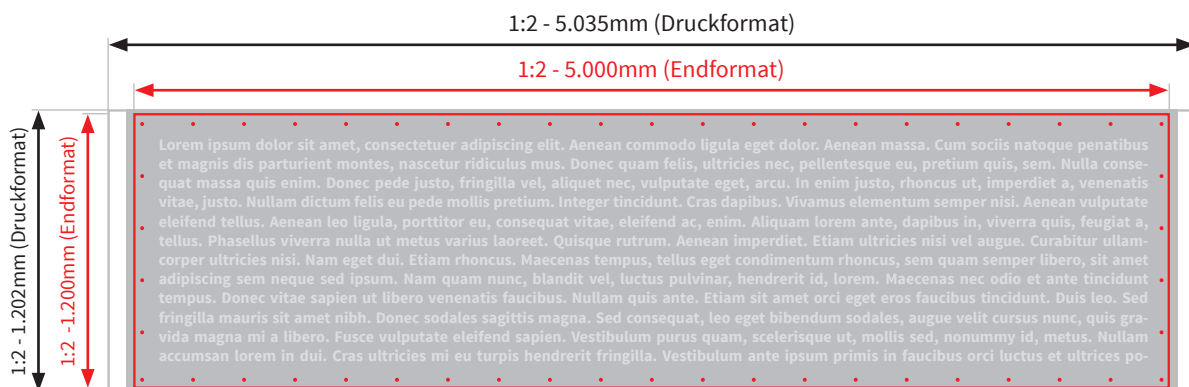 1:2 - 5.035mm (Druckformat)
1:2 - 5.000mm (Endformat)
1:2 - 1.202mm (Druckformat)
1:2 -1.200mm (Endformat)
Lorem ipsum dolor sit amet, consectetuer adipiscing elit. Aenean commodo ligula eget dolor. Aenean massa. Cum sociis natoque penatibus
et magnis dis parturient montes, nascetur ridiculus mus. Donec quam felis, ultricies nec, pellentesque eu, pretium quis, sem. Nulla conse-
quat massa quis enim. Donec pede justo, fringilla vel, aliquet nec, vulputate eget, arcu. In enim justo, rhoncus ut, imperdiet a, venenatis
vitae, justo. Nullam dictum felis eu pede mollis pretium. Integer tincidunt. Cras dapibus. Vivamus elementum semper nisi. Aenean vulputate
eleifend tellus. Aenean leo ligula, porttitor eu, consequat vitae, eleifend ac, enim. Aliquam lorem ante, dapibus in, viverra quis, feugiat a,
tellus. Phasellus viverra nulla ut metus varius laoreet. Quisque rutrum. Aenean imperdiet. Etiam ultricies nisi vel augue. Curabitur ullam-
corper ultricies nisi. Nam eget dui. Etiam rhoncus. Maecenas tempus, tellus eget condimentum rhoncus, sem quam semper libero, sit amet
adipiscing sem neque sed ipsum. Nam quam nunc, blandit vel, luctus pulvinar, hendrerit id, lorem. Maecenas nec odio et ante tincidunt
tempus. Donec vitae sapien ut libero venenatis faucibus. Nullam quis ante. Etiam sit amet orci eget eros faucibus tincidunt. Duis leo. Sed
fringilla mauris sit amet nibh. Donec sodales sagittis magna. Sed consequat, leo eget bibendum sodales, augue velit cursus nunc, quis gra-
vida magna mi a libero. Fusce vulputate eleifend sapien. Vestibulum purus quam, scelerisque ut, mollis sed, nonummy id, metus. Nullam
accumsan lorem in dui. Cras ultricies mi eu turpis hendrerit fringilla. Vestibulum ante ipsum primis in faucibus orci luctus et ultrices po-